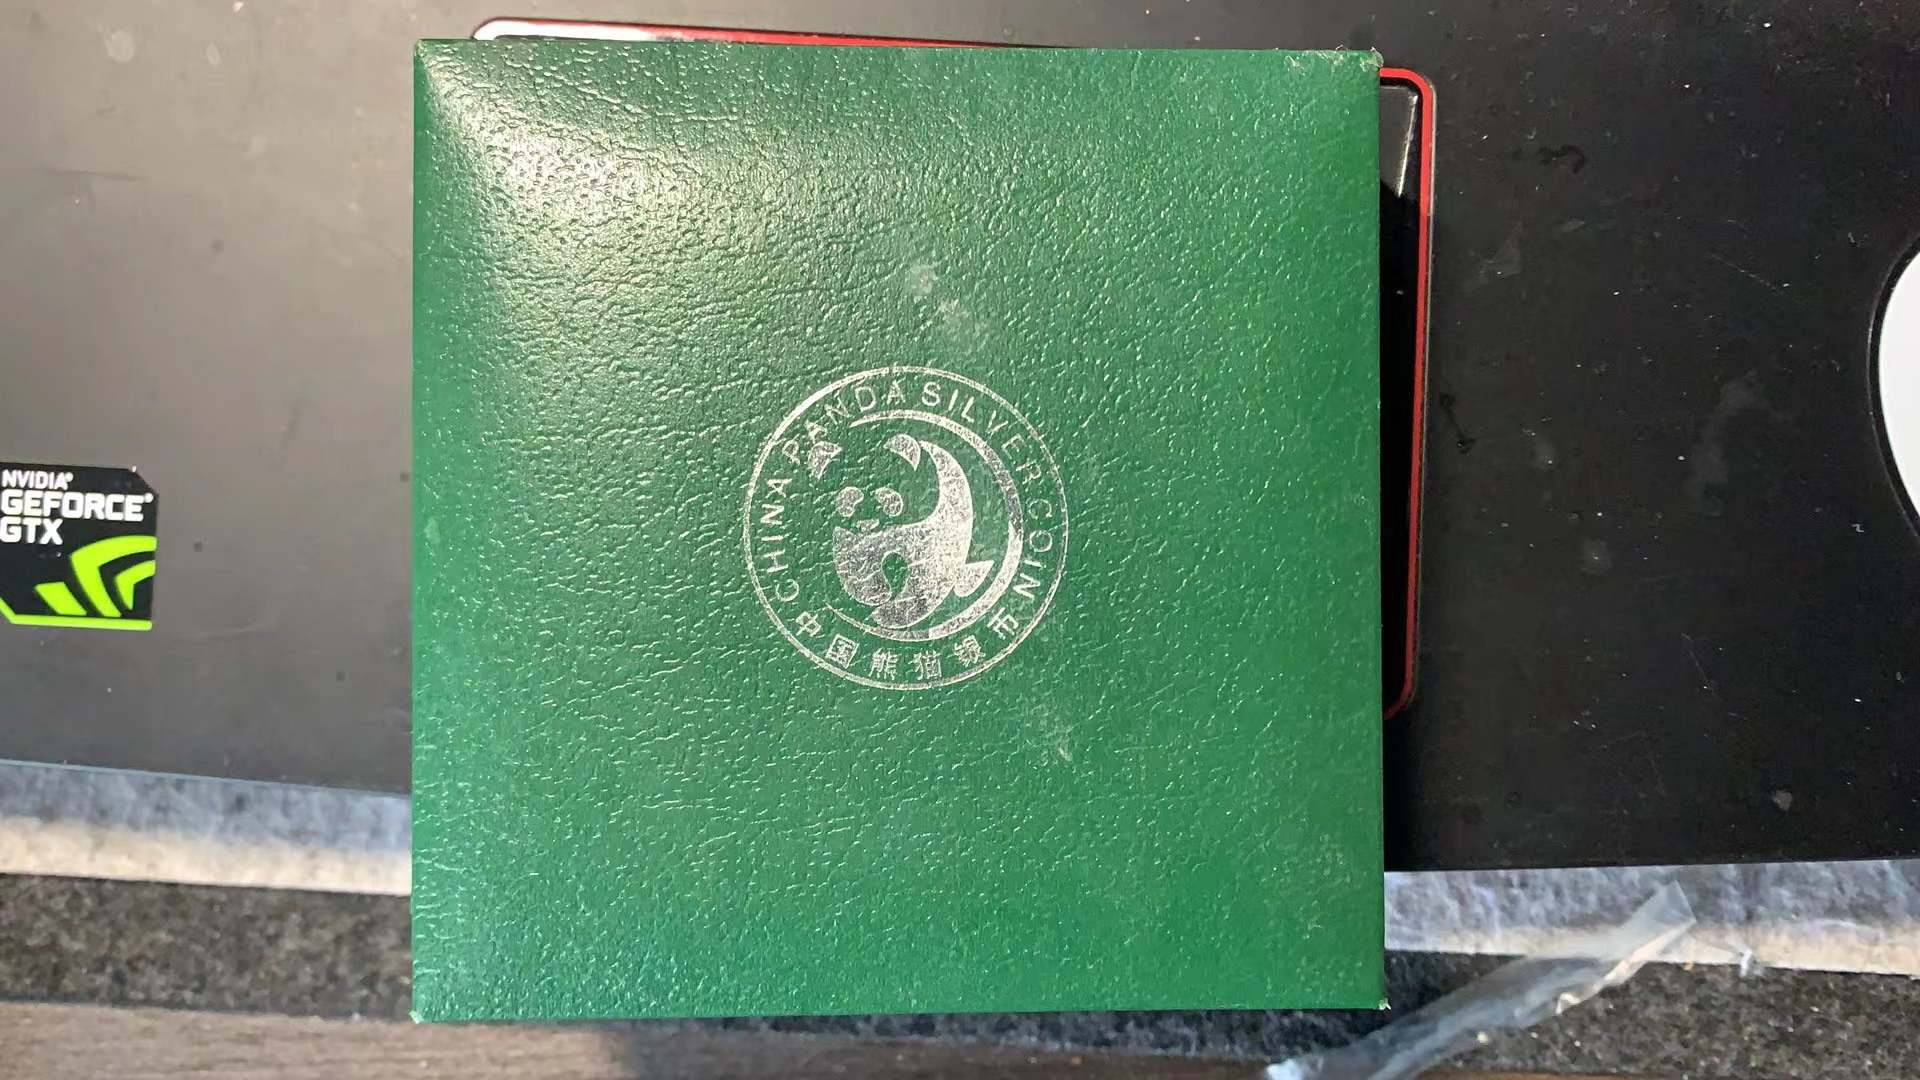 NVIDIA®
GEFORCE®
GTX
CHINA PANDA SILVER COIN
中国熊猫银币